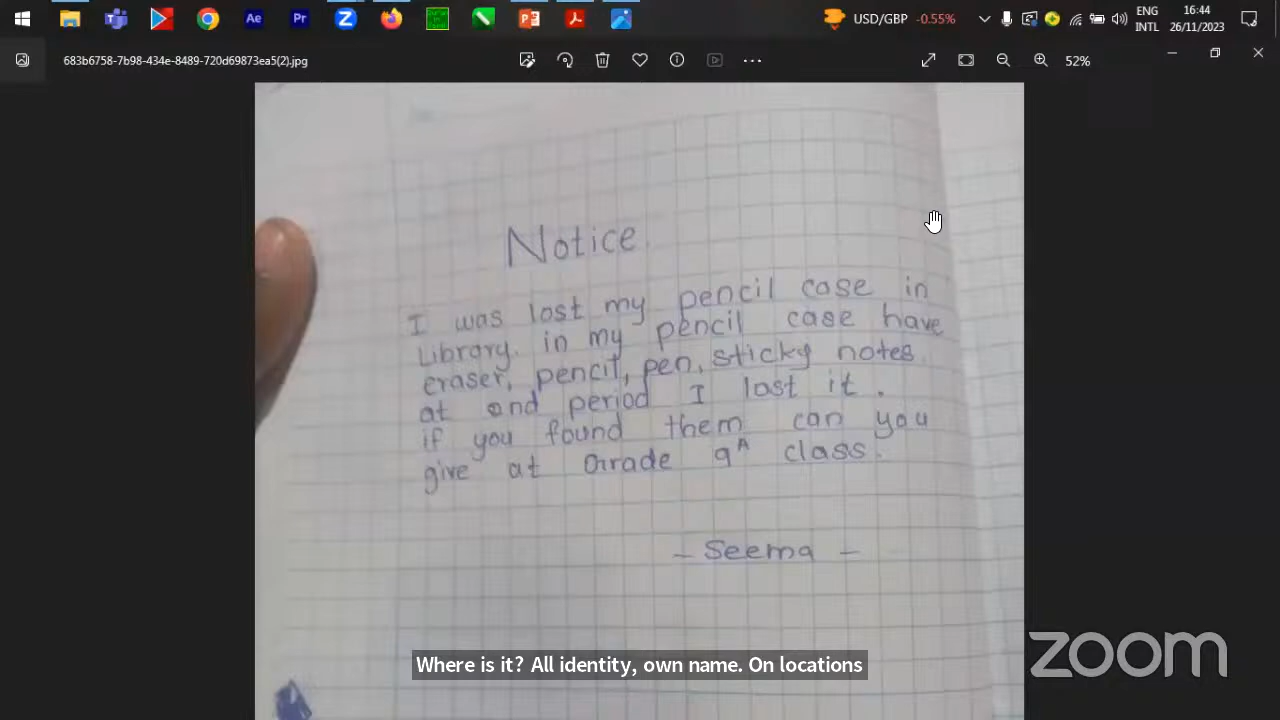 Ae
Pr
USD/GBP -0.55%
ENG
16:44
INTL
26/11/2023
683b6758-7b98-434e-8489-720d69873ea5(2).jpg
52%
Notice
I was lost my pencil case in
Library. in my pencil case have
eraser, pencil, pen, sticky notes
at 2nd period I lost it.
if you found them can you
give at Grade 9A class.
- Seema -
Where is it? All identity, own name. On locations
zoom